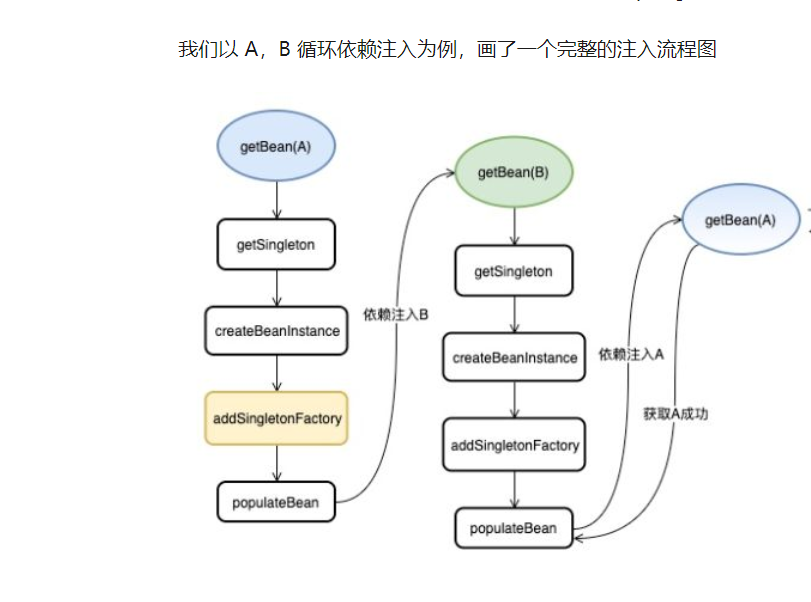 我们以 A，B 循环依赖注入为例，画了一个完整的注入流程图
getBean(A)
getSingleton
createBeanInstance
addSingletonFactory
populateBean
依赖注入B
getBean(B)
getSingleton
createBeanInstance
addSingletonFactory
populateBean
依赖注入A
getBean(A)
获取A成功